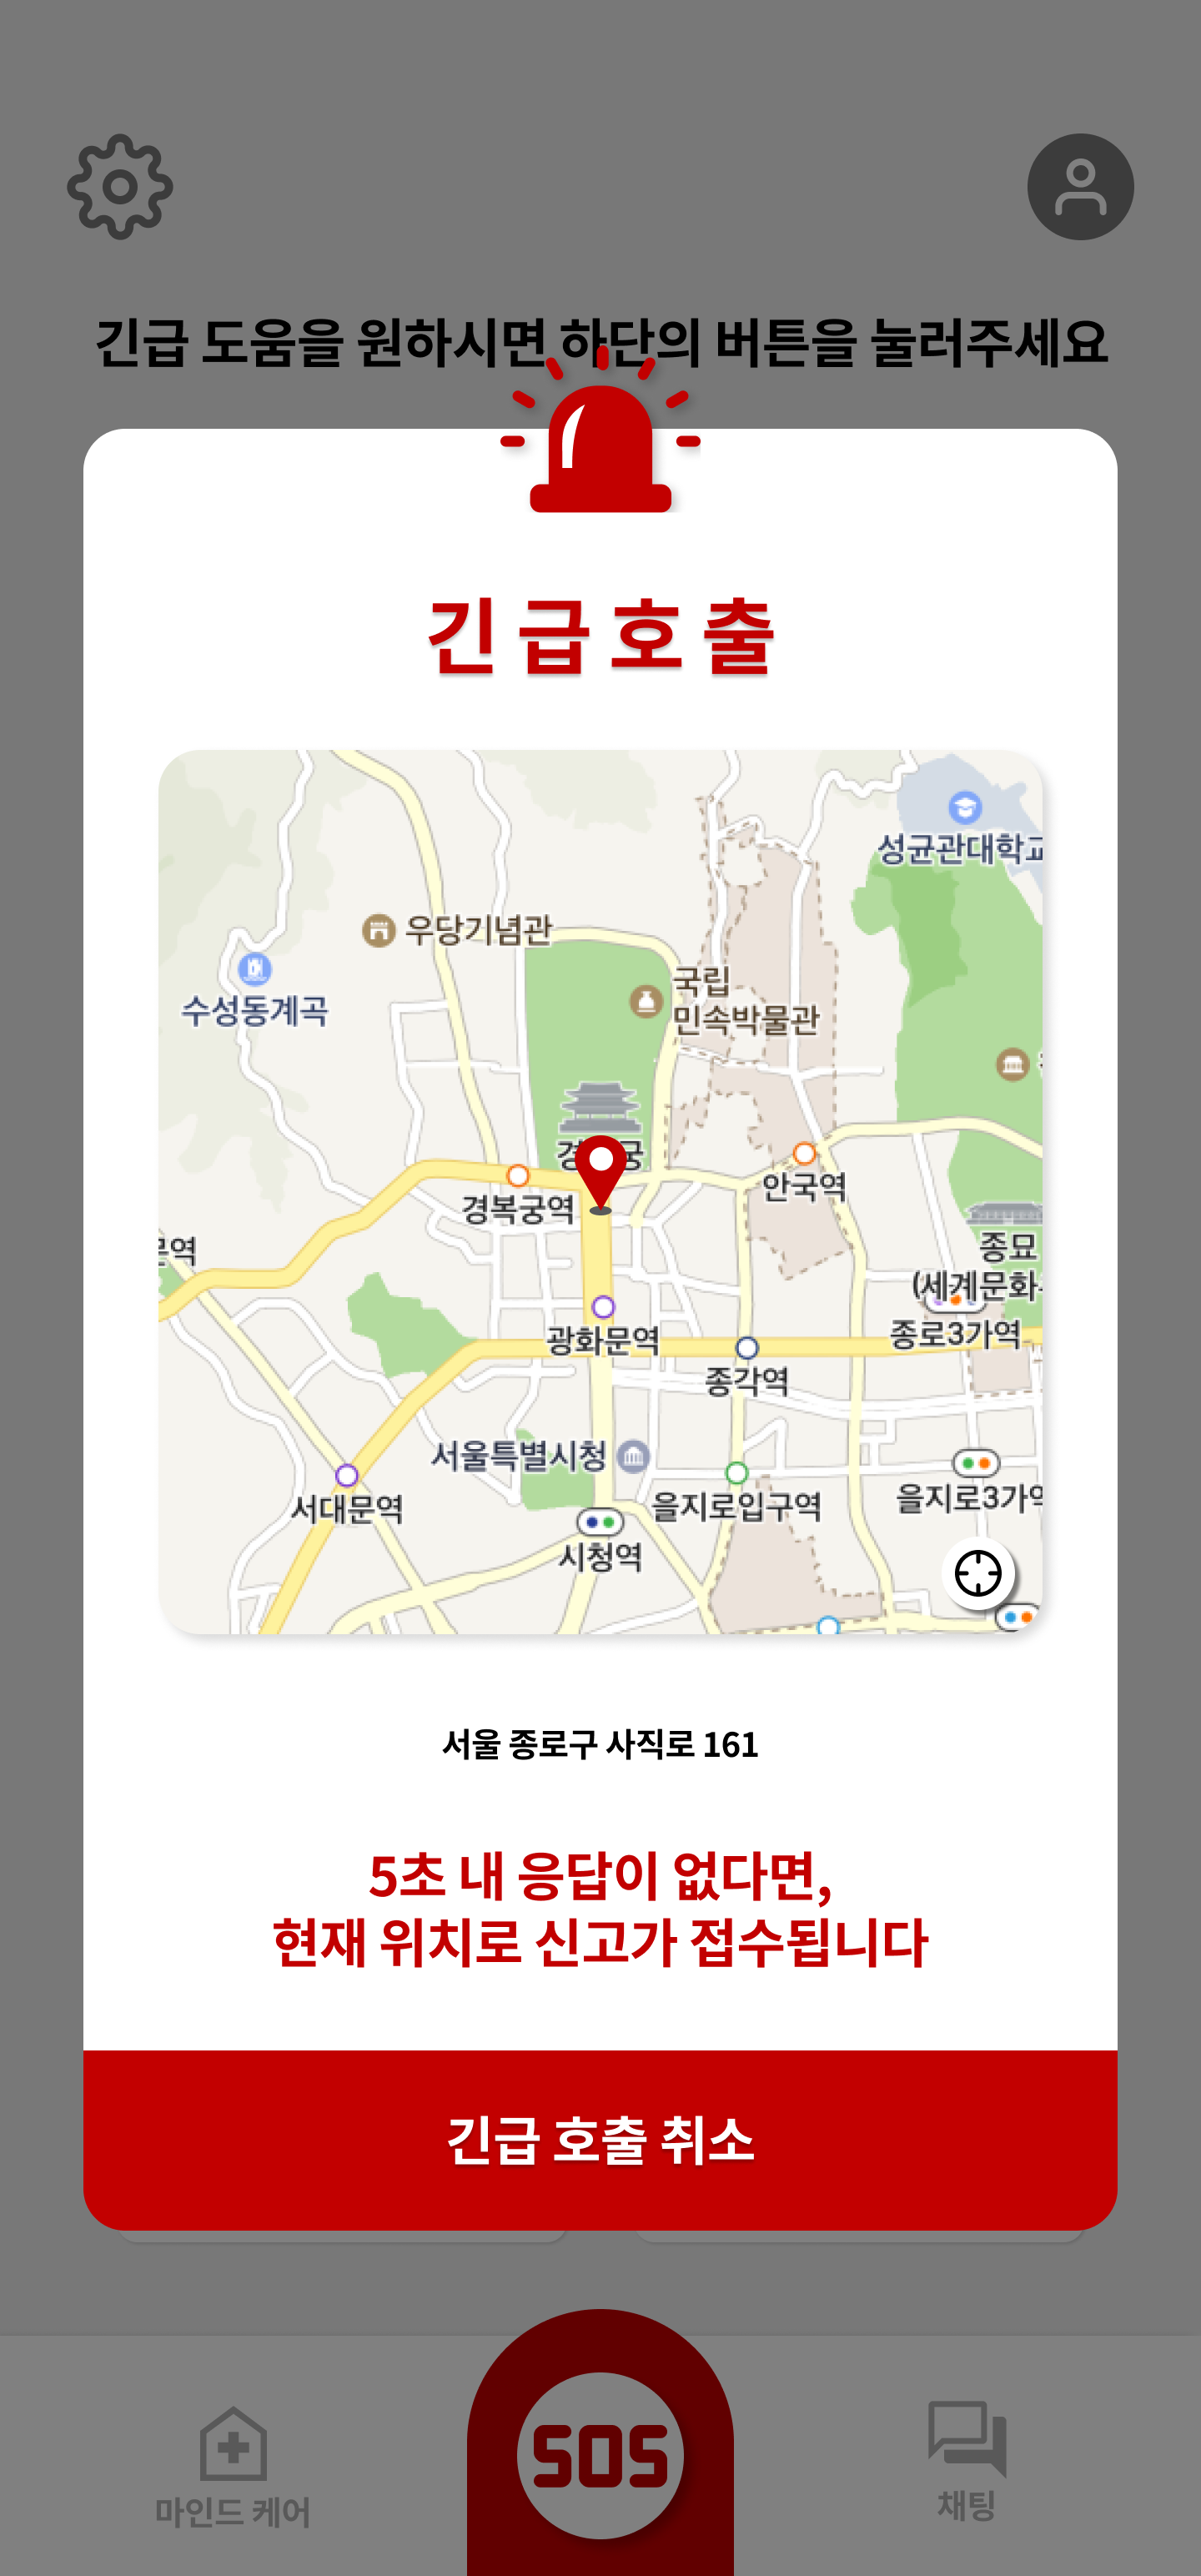 긴급 도움을 원하시면 하단의 버튼을 눌러주세요
긴급호출
성균관대학교
우당기념관
국립
민속박물관
수성동계곡
안국역
경복궁역
종묘
(세계문화
종로3가역
광화문역
종각역
서울특별시청
을지로입구역
을지로3가역
서대문역
시청역
서울 종로구 사직로 161
5초 내 응답이 없다면,
현재 위치로 신고가 접수됩니다
긴급 호출 취소
SOS
마인드 케어
채팅